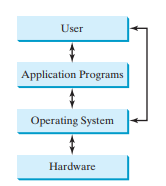 User
Application Programs
Operating System
Hardware